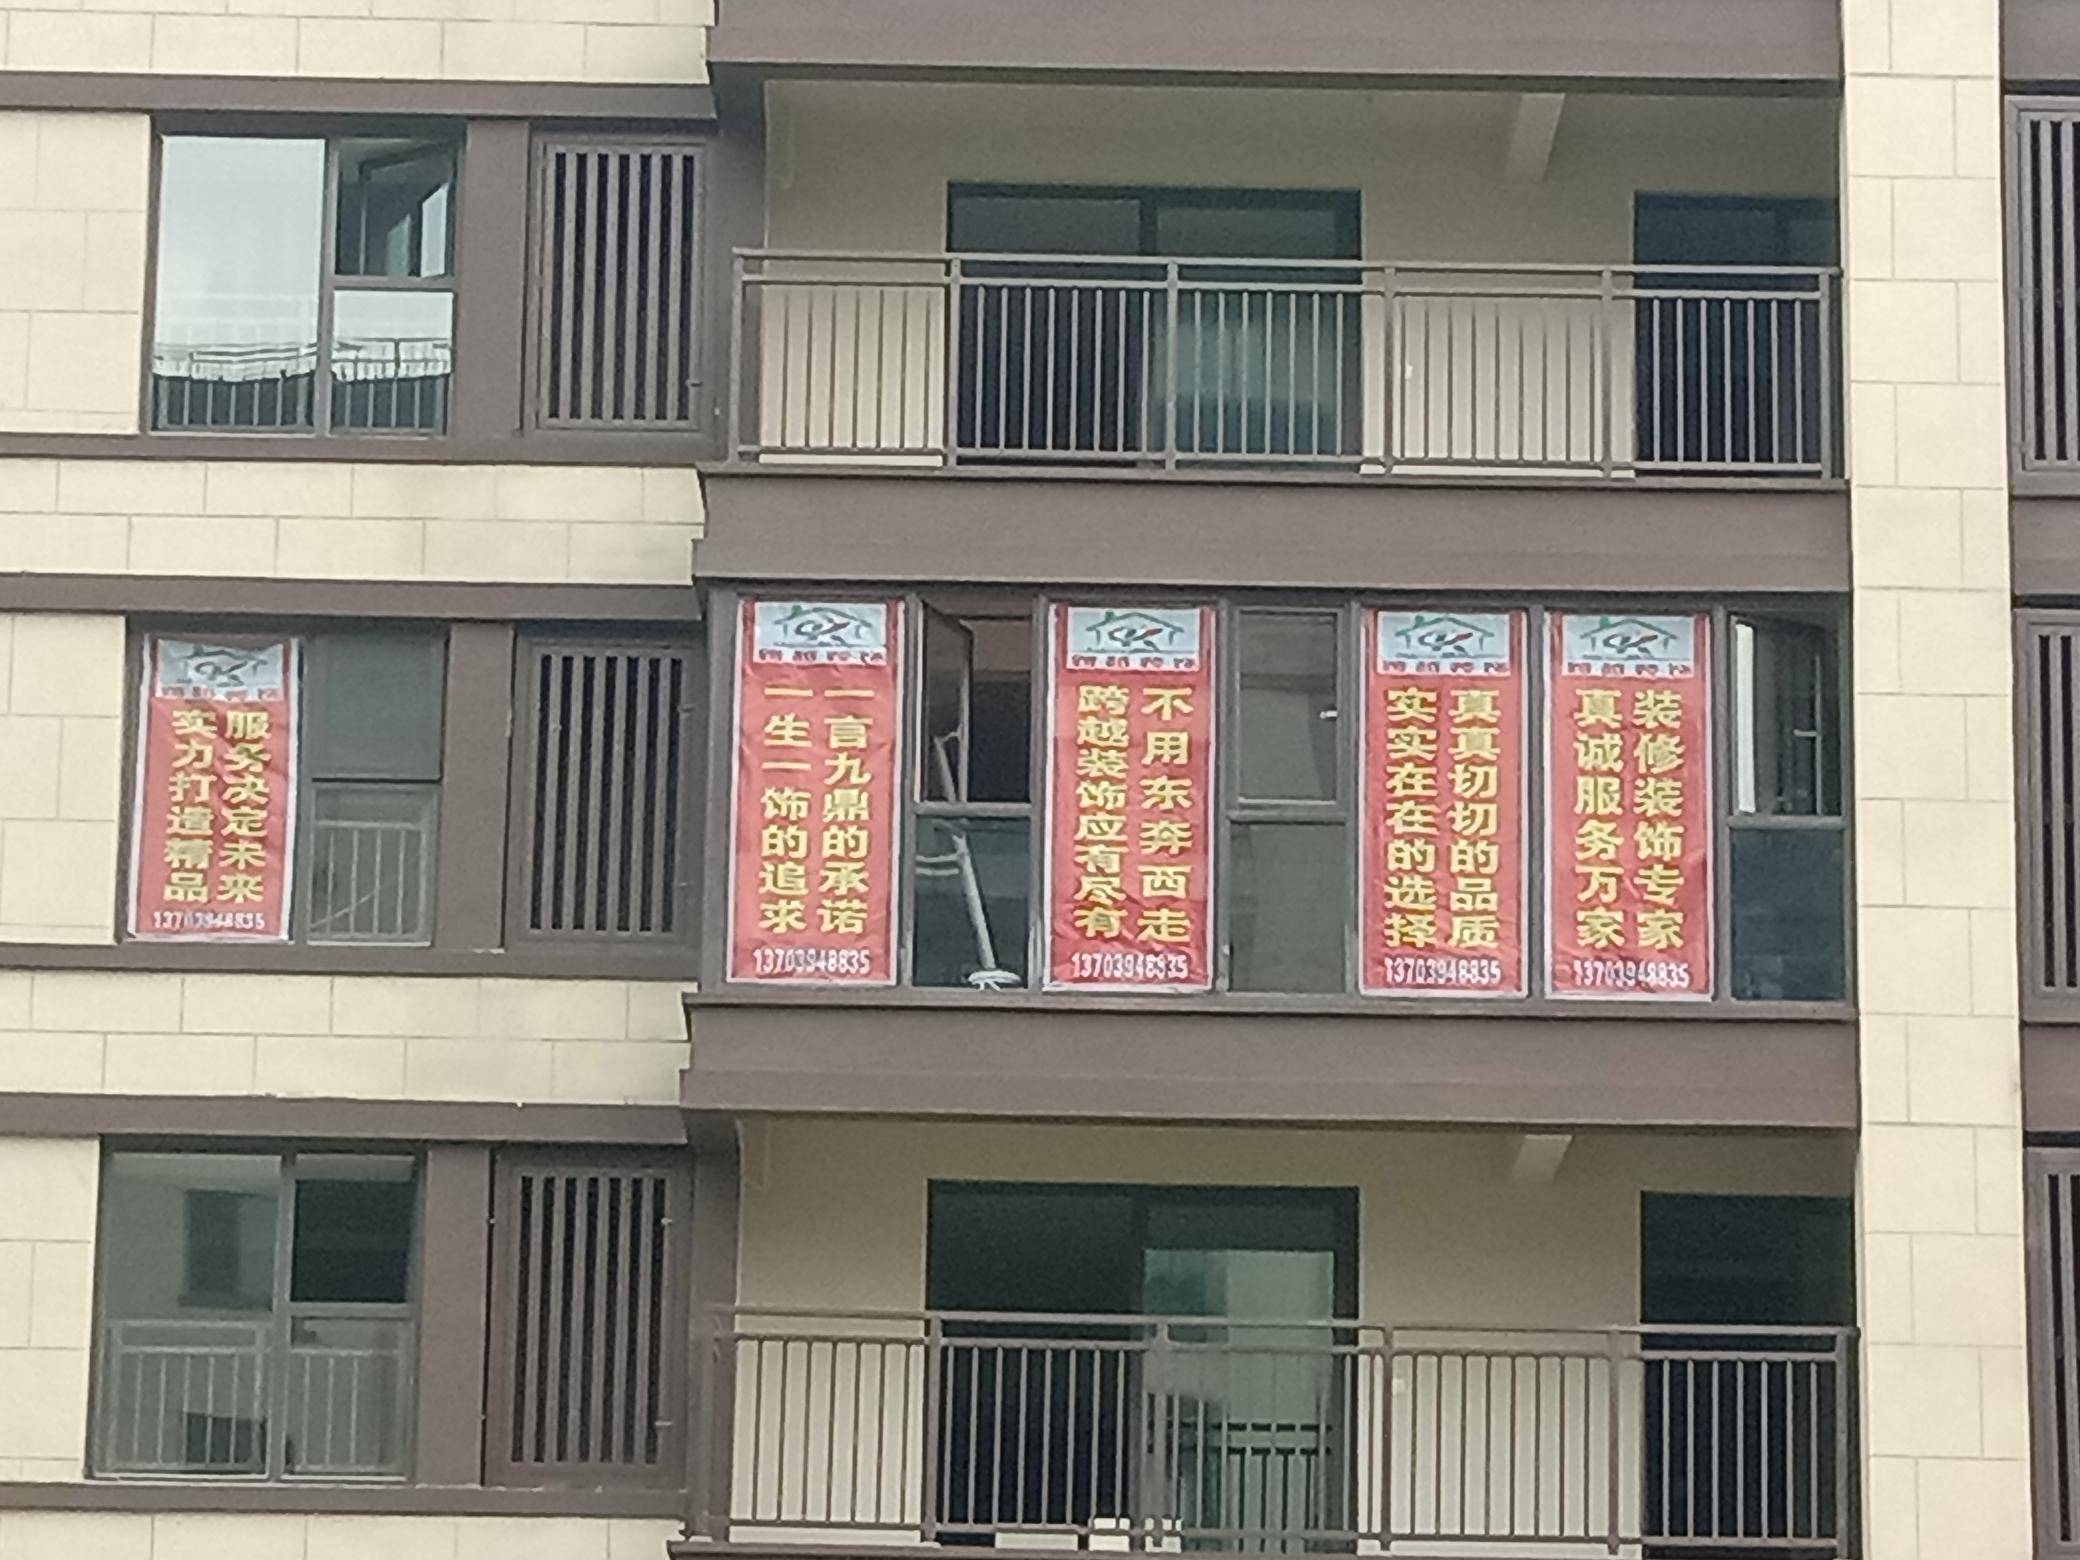 服务决定未来
实力打造精品
13703948835
一言九鼎的承诺
一生一饰的追求
13703948835
不用东奔西走
跨越装饰应有尽有
13703948835
真真切切的品质
实实在在的选择
13703948835
装修装饰专家
真诚服务万家
13703948835